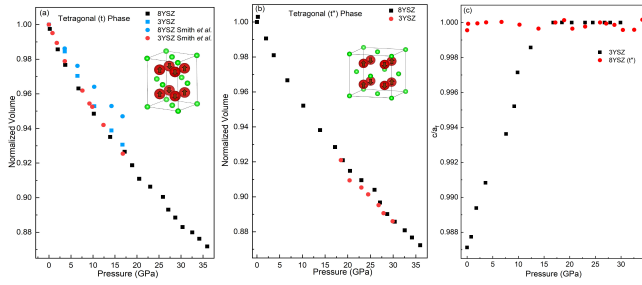 (a)
Tetragonal (t) Phase
8YSZ
3YSZ
8YSZ Smith et al.
3YSZ Smith et al.
Normalized Volume
1.00
0.98
0.96
0.94
0.92
0.90
0.88
0 5 10 15 20 25 30 35
Pressure (GPa)
(b)
Tetragonal (t") Phase
8YSZ
3YSZ
Normalized Volume
1.00
0.98
0.96
0.94
0.92
0.90
0.88
0 5 10 15 20 25 30 35
Pressure (GPa)
(c)
3YSZ
8YSZ (t")
1.000
0.998
0.996
0.994
0.992
0.990
0.988
0 5 10 15 20 25 30
Pressure (GPa)